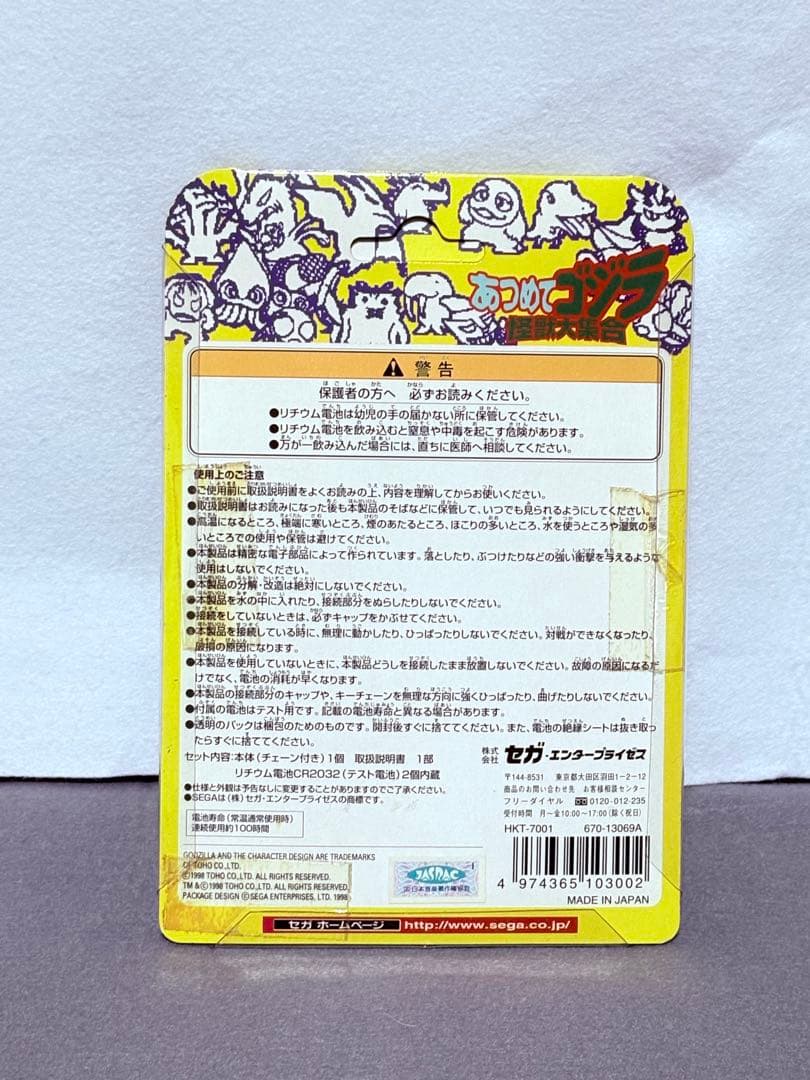 あつめてゴジラ
怪獣大集合
警告
保護者の方へ 必ずお読みください。
●リチウム電池は幼児の手の届かない所に保管してください。
●リチウム電池を飲み込むと窒息や中毒を起こす危険があります。
●万が一飲み込んだ場合には、直ちに医師へ相談してください。
使用上のご注意
●ご使用前に取扱説明書をよくお読みの上、内容を理解してからお使いください。
●取扱説明書はお読みになった後も本製品のそばなどに保管して、いつでも見られるようにしてください。
●高温になるところ、極端に寒いところ、煙のあたるところ、ほこりの多いところ、水を使うところや湿気の多
いところでの使用や保管は避けてください。
●本製品は精密な電子部品によって作られています。落としたり、ぶつけたりなどの強い衝撃を与えるような
使用はしないでください。
●本製品の分解・改造は絶対にしないでください。
●本製品を水の中に入れたり、接続部分をぬらしたりしないでください。
●接続をしていないときは、必ずキャップをかぶせてください。
●本製品を接続している時に、無理に動かしたり、ひっぱったりしないでください。対戦ができなくなったり、
破損の原因になります。
●本製品を使用していないときに、本製品どうしを接続したまま放置しないでください。故障の原因になるだ
けでなく、電池の消耗が早くなります。
●本製品の接続部分のキャップや、キーチェーンを無理な方向に強くひっぱったり、曲げたりしないでください。
●付属の電池はテスト用です。記載の電池寿命と異なる場合があります。
●透明のパックは梱包のためのものです。開封後すぐに捨ててください。また、電池の絶縁シートは抜き取
ったらすぐに捨ててください。
セット内容:本体(チェーン付き)1個 取扱説明書 1部
リチウム電池CR2032(テスト電池)2個内蔵
●仕様と外観は予告なしに変更することがありますのでご了承ください。
●SEGAは(株)セガ・エンタープライゼスの商標です。
電池寿命(常温通常使用時)
連続使用約100時間
株式会社 セガ・エンタープライゼス
〒144-8531 東京都大田区羽田1-2-12
商品のお問い合わせ先 お客様相談センター
フリーダイヤル 0120-012-235
受付時間 月〜金 10:00〜17:00(除く祝日)
HKT-7001 670-13069A
GODZILLA AND THE CHARACTER DESIGN ARE TRADEMARKS
OF TOHO CO.,LTD.
©1998 TOHO CO.,LTD. ALL RIGHTS RESERVED.
TM & ©1998 TOHO CO.,LTD. ALL RIGHTS RESERVED.
PACKAGE DESIGN ©SEGA ENTERPRISES, LTD. 1998
JASRAC
日本音楽著作権協会
4 974365 103002
MADE IN JAPAN
セガ ホームページ http://www.sega.co.jp/